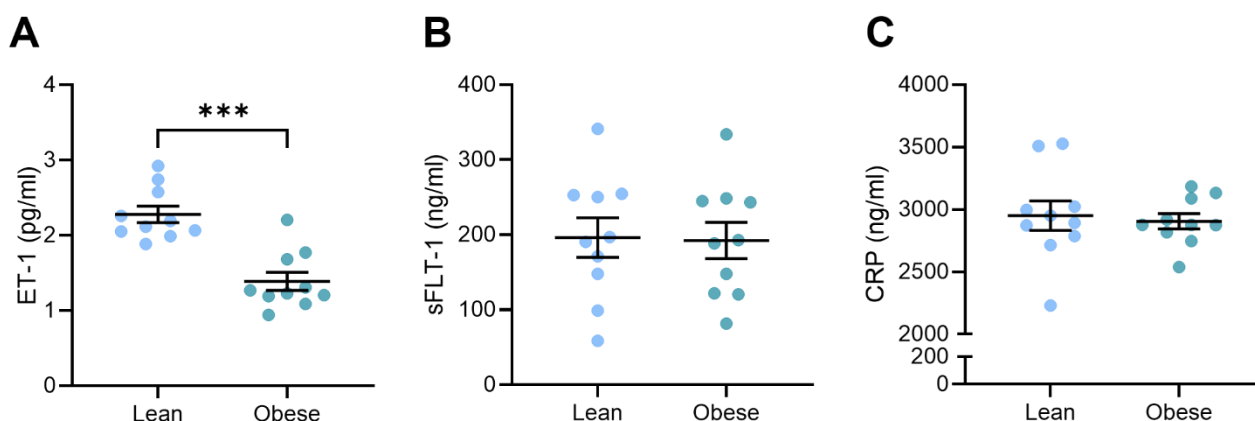 A
ET-1 (pg/ml)
4
3
2
1
0
***
Lean
Obese
B
sFLT-1 (ng/ml)
400
300
200
100
0
Lean
Obese
C
CRP (ng/ml)
4000
3500
3000
2500
2000
200
0
Lean
Obese